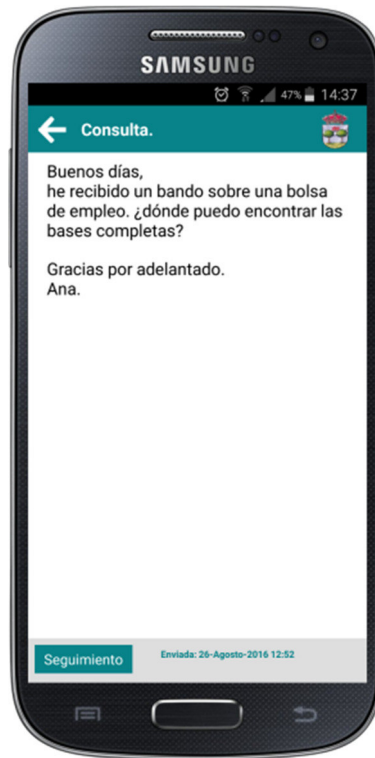 SAMSUNG
47% 14:37
Consulta.
Buenos días,
he recibido un bando sobre una bolsa
de empleo. ¿dónde puedo encontrar las
bases completas?
Gracias por adelantado.
Ana.
Seguimiento
Enviada: 26-Agosto-2016 12:52